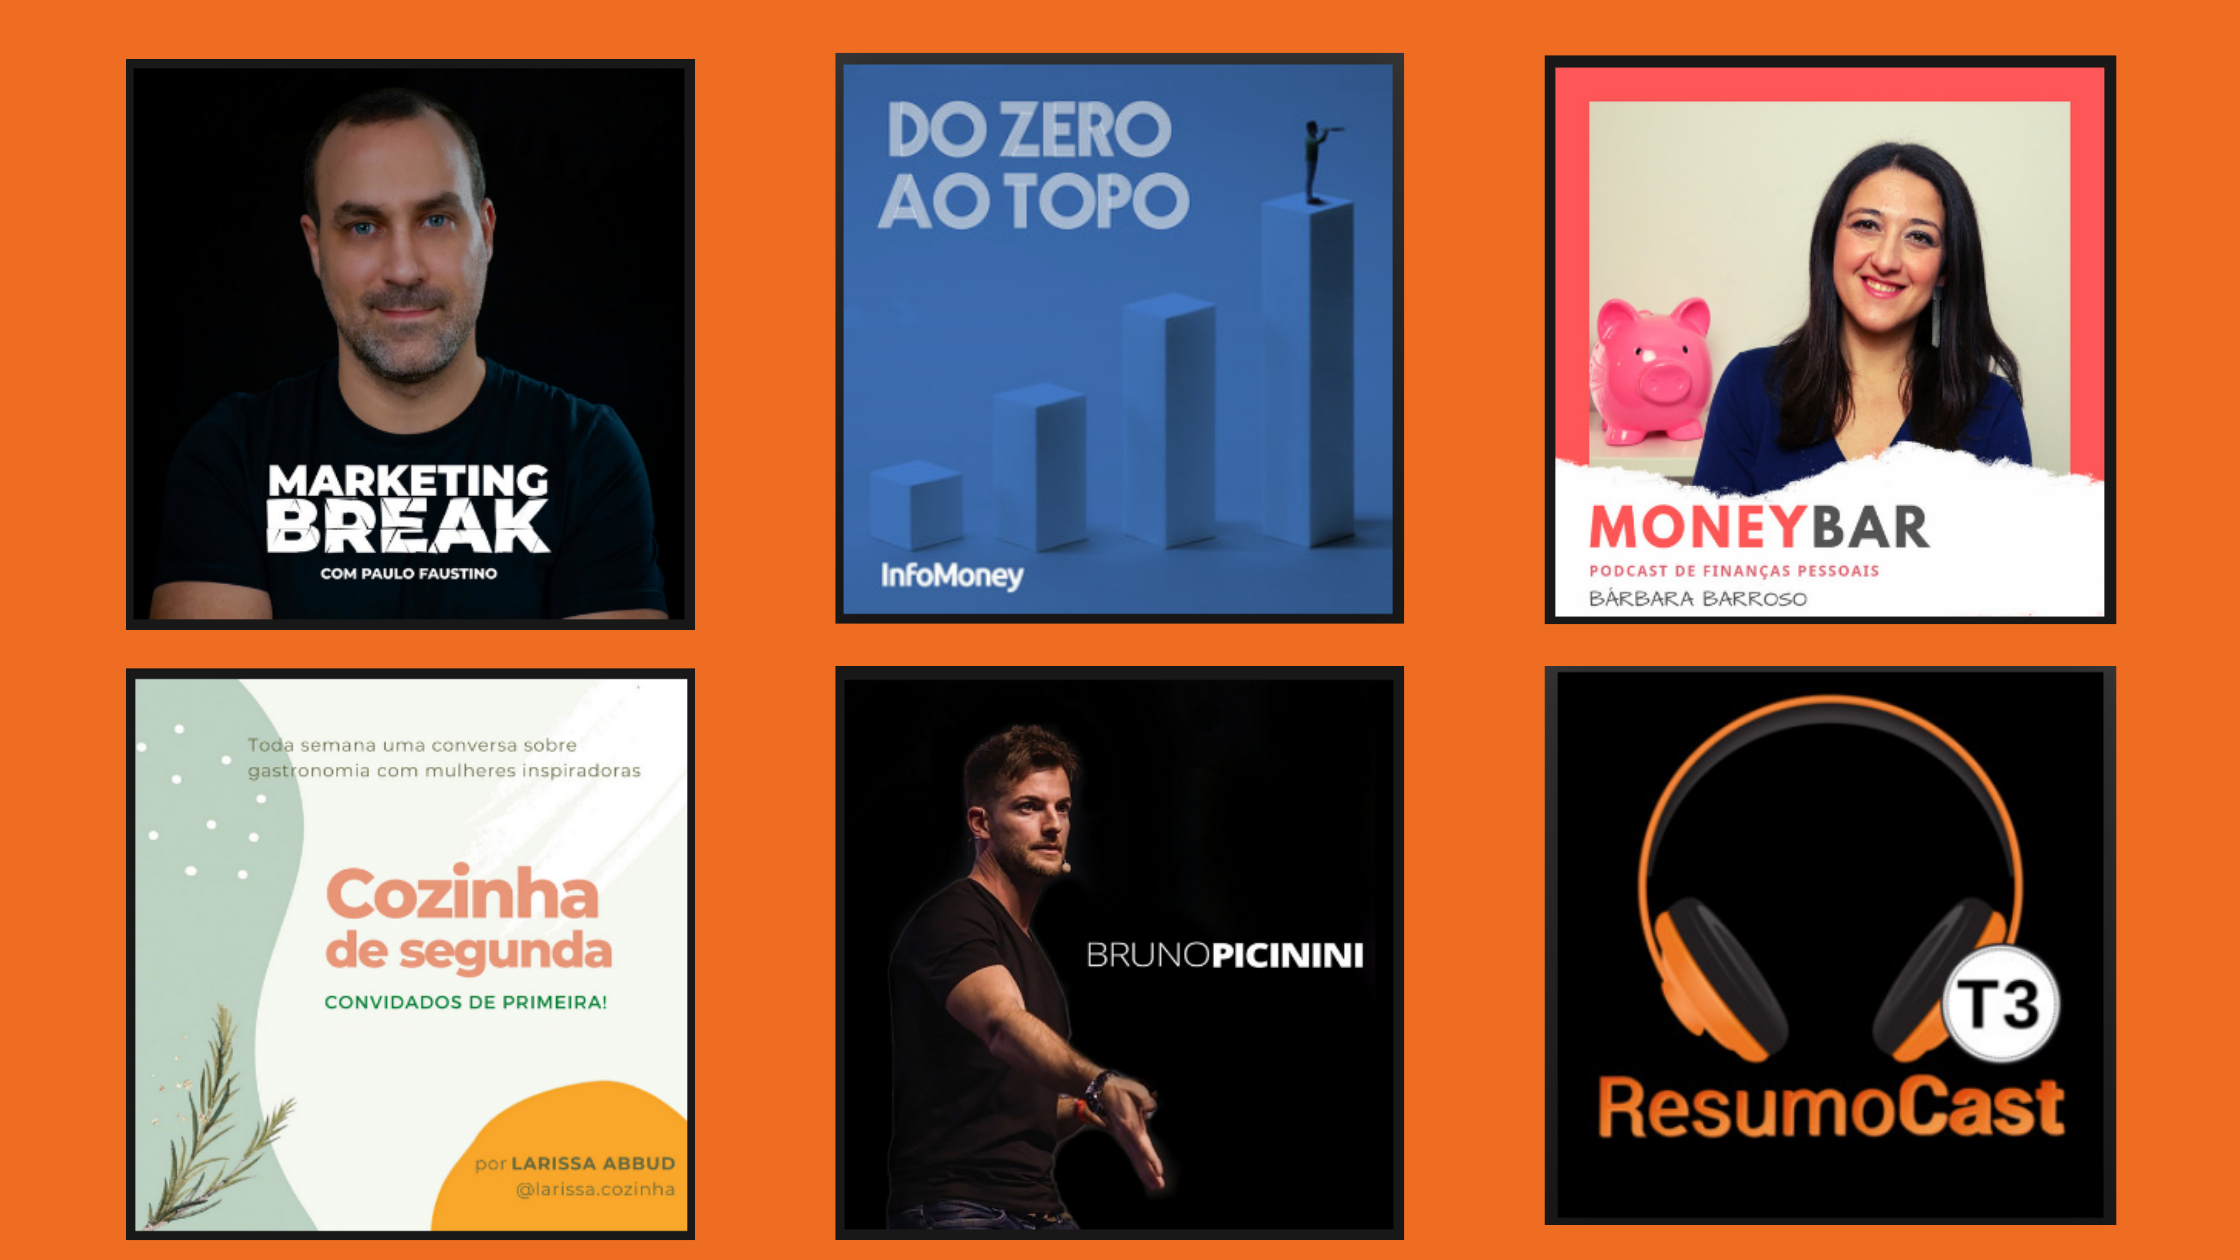 MARKETING
BREAK
COM PAULO FAUSTINO
DO ZERO
AO TOPO
InfoMoney
MONEYBAR
PODCAST DE FINANÇAS PESSOAIS
BÁRBARA BARROSO
Toda semana uma conversa sobre
gastronomia com mulheres inspiradoras
Cozinha
de segunda
CONVIDADOS DE PRIMEIRA!
por LARISSA ABBUD
@larissa.cozinha
BRUNOPICININI
T3
ResumoCast